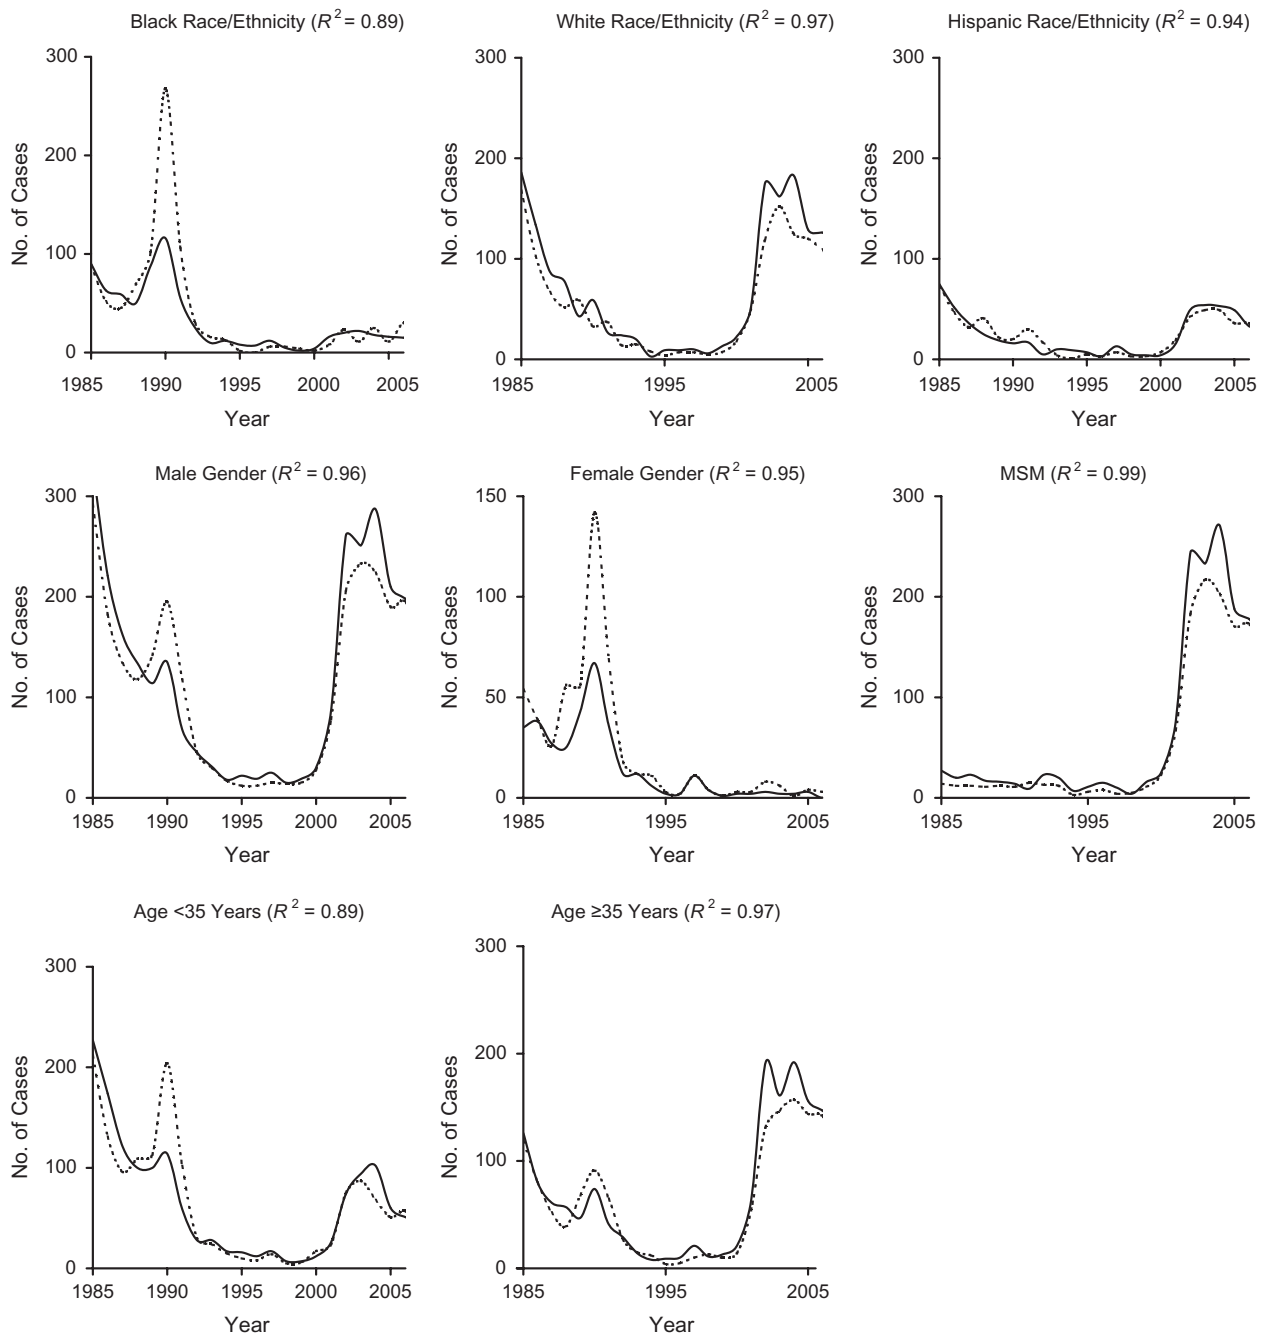 Black Race/Ethnicity (R² = 0.89)
White Race/Ethnicity (R² = 0.97)
Hispanic Race/Ethnicity (R² = 0.94)
No. of Cases
300
200
100
0
1985 1990 1995 2000 2005
Year
No. of Cases
300
200
100
0
1985 1995 2005
Year
No. of Cases
300
200
100
0
1985 1990 1995 2000 2005
Year
Male Gender (R² = 0.96)
Female Gender (R² = 0.95)
MSM (R² = 0.99)
No. of Cases
300
200
100
0
1985 1990 1995 2000 2005
Year
No. of Cases
150
100
50
0
1985 1995 2005
Year
No. of Cases
300
200
100
0
1985 1995 2005
Year
Age <35 Years (R² = 0.89)
Age ≥35 Years (R² = 0.97)
No. of Cases
300
200
100
0
1985 1990 1995 2000 2005
Year
No. of Cases
300
200
100
0
1985 1995 2005
Year